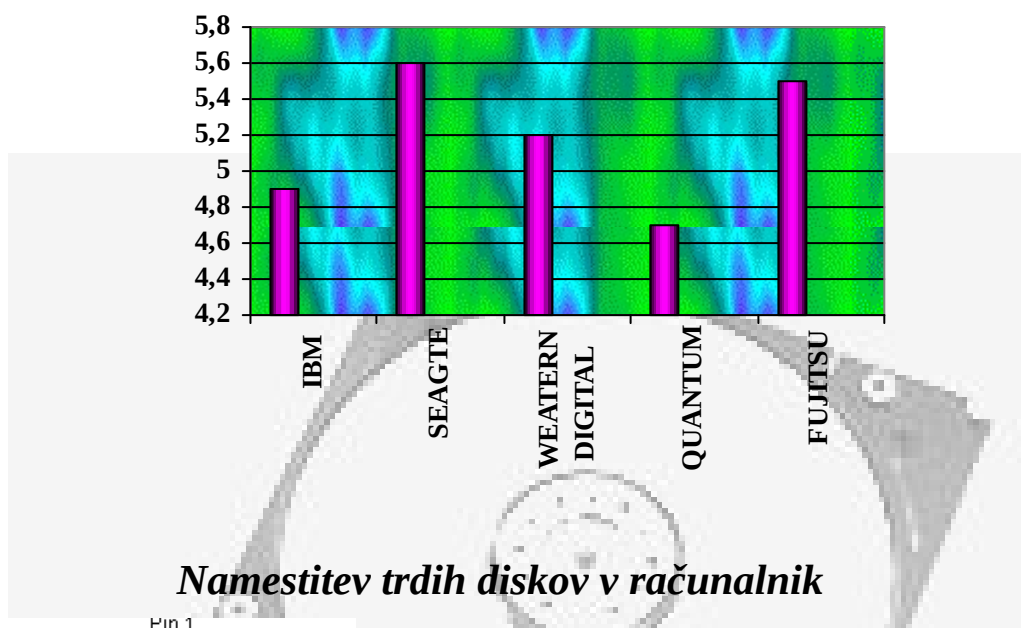 5,8
5,6
5,4
5,2
5
4,8
4,6
4,4
4,2
IBM
SEAGTE
WEATERN
DIGITAL
QUANTUM
FUJITSU
Namestitev trdih diskov v računalnik
Pin 1